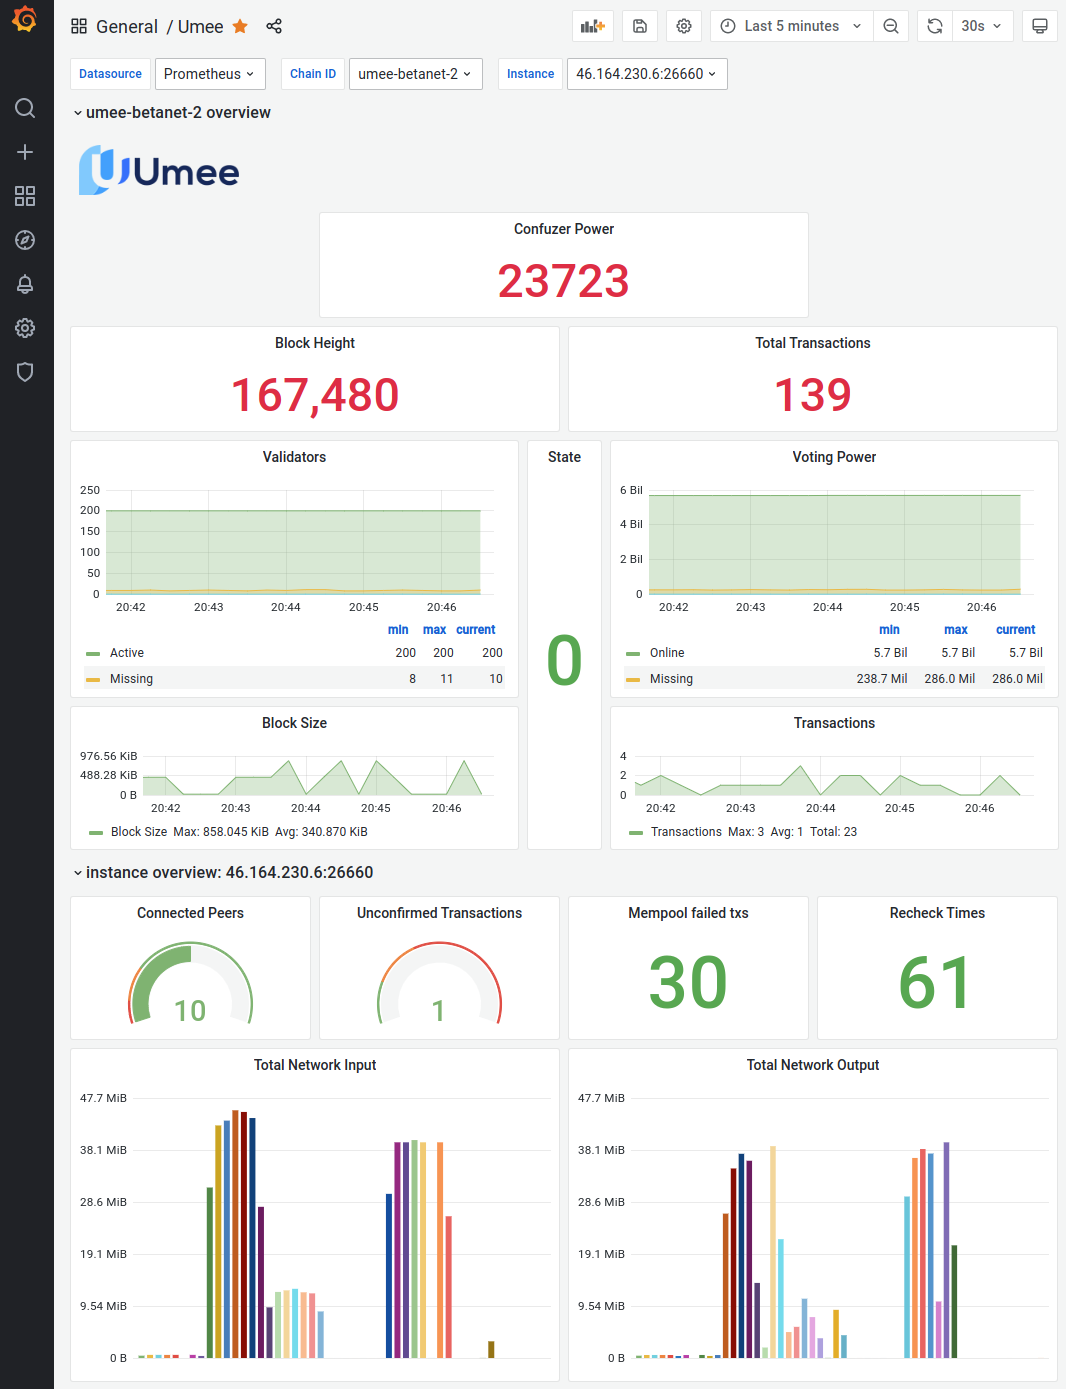 General / Umee
Last 5 minutes
30s
Datasource Prometheus Chain ID umee-betanet-2 Instance 46.164.230.6:26660
umee-betanet-2 overview
Umee
Confuzer Power
23723
Block Height
167,480
Total Transactions
139
Validators
250
200
150
100
50
0
20:42 20:43 20:44 20:45 20:46
min max current
Active 200 200 200
Missing 8 11 10
State
0
Voting Power
6 Bil
4 Bil
2 Bil
0
20:42 20:43 20:44 20:45 20:46
min max current
Online 5.7 Bil 5.7 Bil 5.7 Bil
Missing 238.7 Mil 286.0 Mil 286.0 Mil
Block Size
976.56 KiB
488.28 KiB
0 B
20:42 20:43 20:44 20:45 20:46
Block Size Max: 858.045 KiB Avg: 340.870 KiB
Transactions
4
2
0
20:42 20:43 20:44 20:45 20:46
Transactions Max: 3 Avg: 1 Total: 23
instance overview: 46.164.230.6:26660
Connected Peers
10
Unconfirmed Transactions
1
Mempool failed txs
30
Recheck Times
61
Total Network Input
47.7 MiB
38.1 MiB
28.6 MiB
19.1 MiB
9.54 MiB
0 B
Total Network Output
47.7 MiB
38.1 MiB
28.6 MiB
19.1 MiB
9.54 MiB
0 B